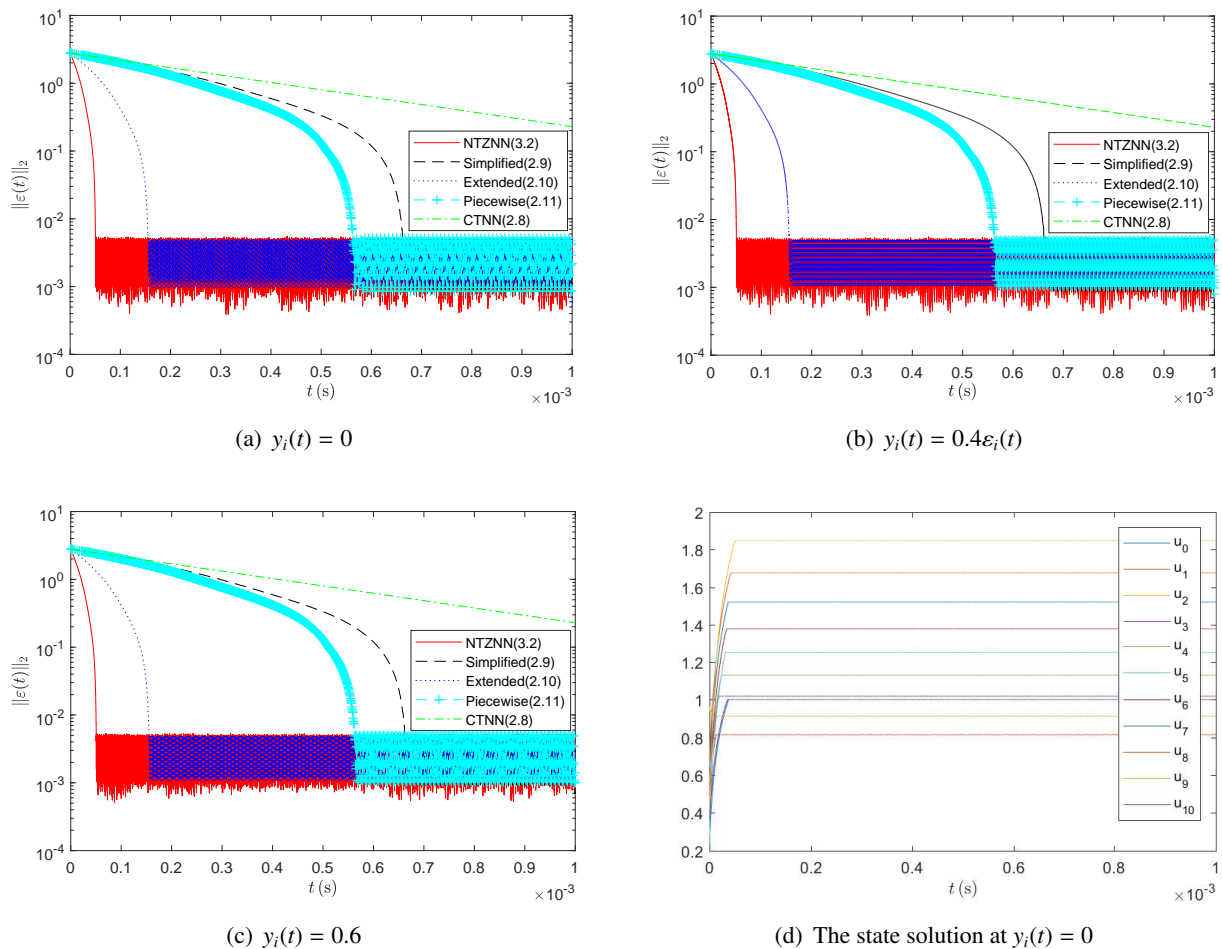 10^1
10^0
10^-1
10^-2
10^-3
10^-4
‖ε(t)‖_2
NTZNN(3.2)
Simplified(2.9)
Extended(2.10)
Piecewise(2.11)
CTNN(2.8)
0 0.1 0.2 0.3 0.4 0.5 0.6 0.7 0.8 0.9 1
t (s)
×10^-3
(a) y_i(t) = 0
10^1
10^0
10^-1
10^-2
10^-3
10^-4
‖ε(t)‖_2
NTZNN(3.2)
Simplified(2.9)
Extended(2.10)
Piecewise(2.11)
CTNN(2.8)
0 0.1 0.2 0.3 0.4 0.5 0.6 0.7 0.8 0.9 1
t (s)
×10^-3
(b) y_i(t) = 0.4ε_i(t)
10^1
10^0
10^-1
10^-2
10^-3
10^-4
‖ε(t)‖_2
NTZNN(3.2)
Simplified(2.9)
Extended(2.10)
Piecewise(2.11)
CTNN(2.8)
0 0.1 0.2 0.3 0.4 0.5 0.6 0.7 0.8 0.9 1
t (s)
×10^-3
(c) y_i(t) = 0.6
2
1.8
1.6
1.4
1.2
1
0.8
0.6
0.4
0.2
u_0
u_1
u_2
u_3
u_4
u_5
u_6
u_7
u_8
u_9
u_10
0 0.2 0.4 0.6 0.8 1
t (s)
×10^-3
(d) The state solution at y_i(t) = 0